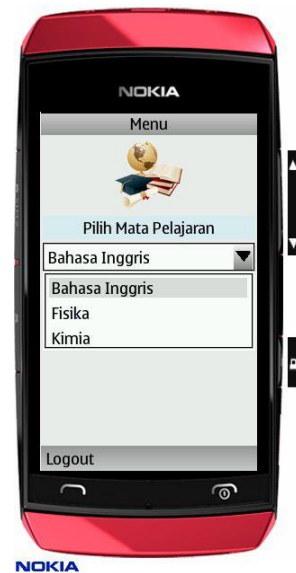 NOKIA
Menu
Pilih Mata Pelajaran
Bahasa Inggris
Bahasa Inggris
Fisika
Kimia
Logout
NOKIA